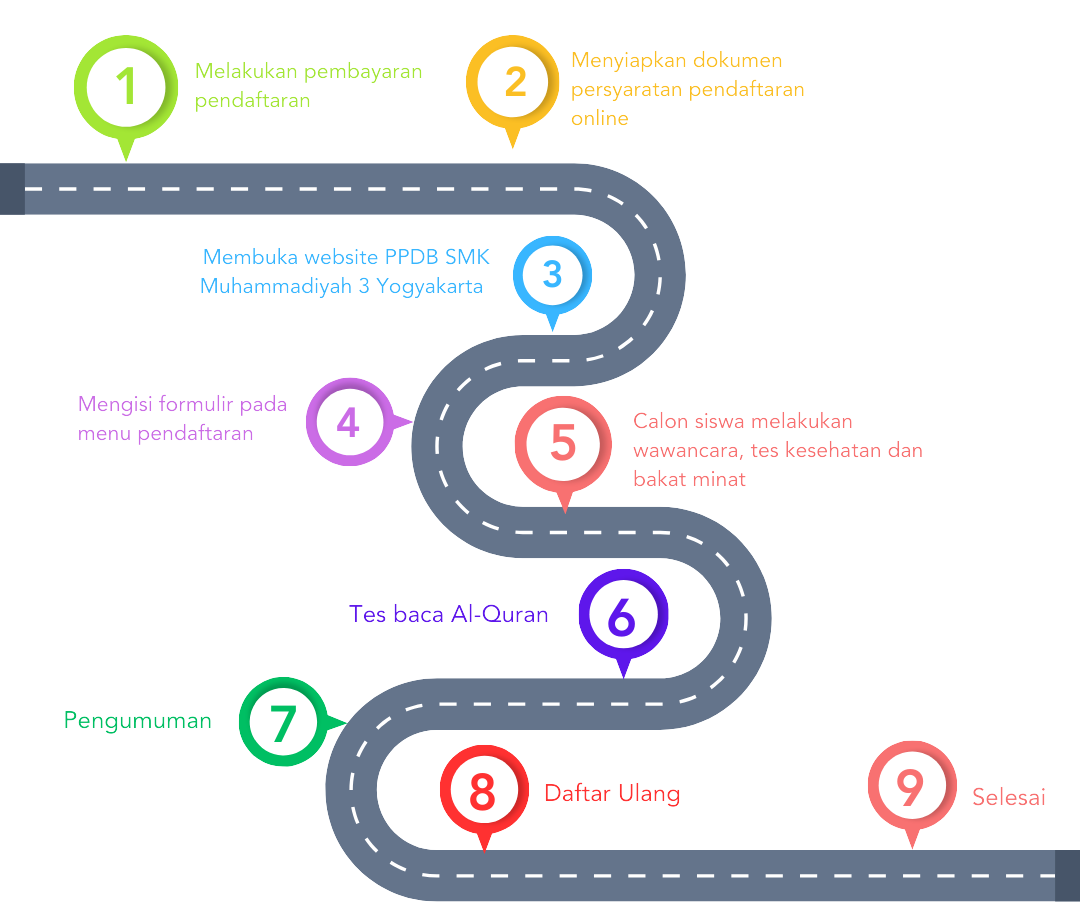 1
Melakukan pembayaran
pendaftaran
2
Menyiapkan dokumen
persyaratan pendaftaran
online
Membuka website PPDB SMK
Muhammadiyah 3 Yogyakarta
3
Mengisi formulir pada
menu pendaftaran
4
5
Calon siswa melakukan
wawancara, tes kesehatan dan
bakat minat
Tes baca Al-Quran
6
Pengumuman
7
8
Daftar Ulang
9
Selesai